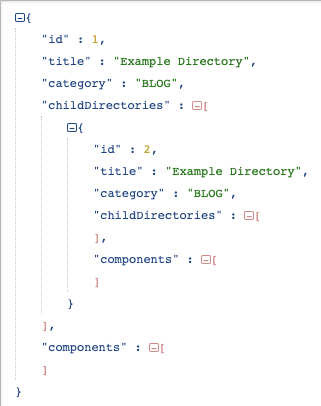 {
"id" : 1,
"title" : "Example Directory",
"category" : "BLOG",
"childDirectories" : [
{
"id" : 2,
"title" : "Example Directory",
"category" : "BLOG",
"childDirectories" : [
],
"components" : [
]
}
],
"components" : [
]
}